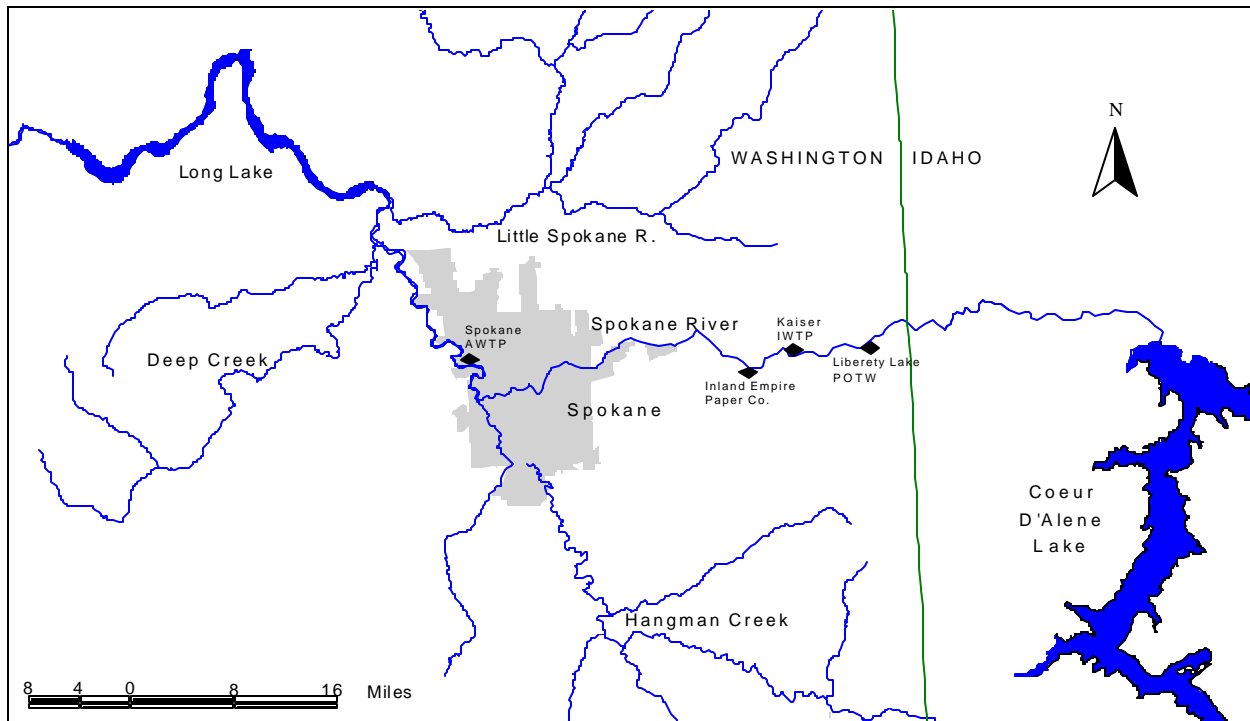 N
WASHINGTON IDAHO
Long Lake
Little Spokane R.
Spokane River
Kaiser
IWTP
Spokane
AWTP
Deep Creek
Liberety Lake
POTW
Inland Empire
Paper Co.
Spokane
Coeur
D'Alene
Lake
Hangman Creek
8 4 0 8 16 Miles